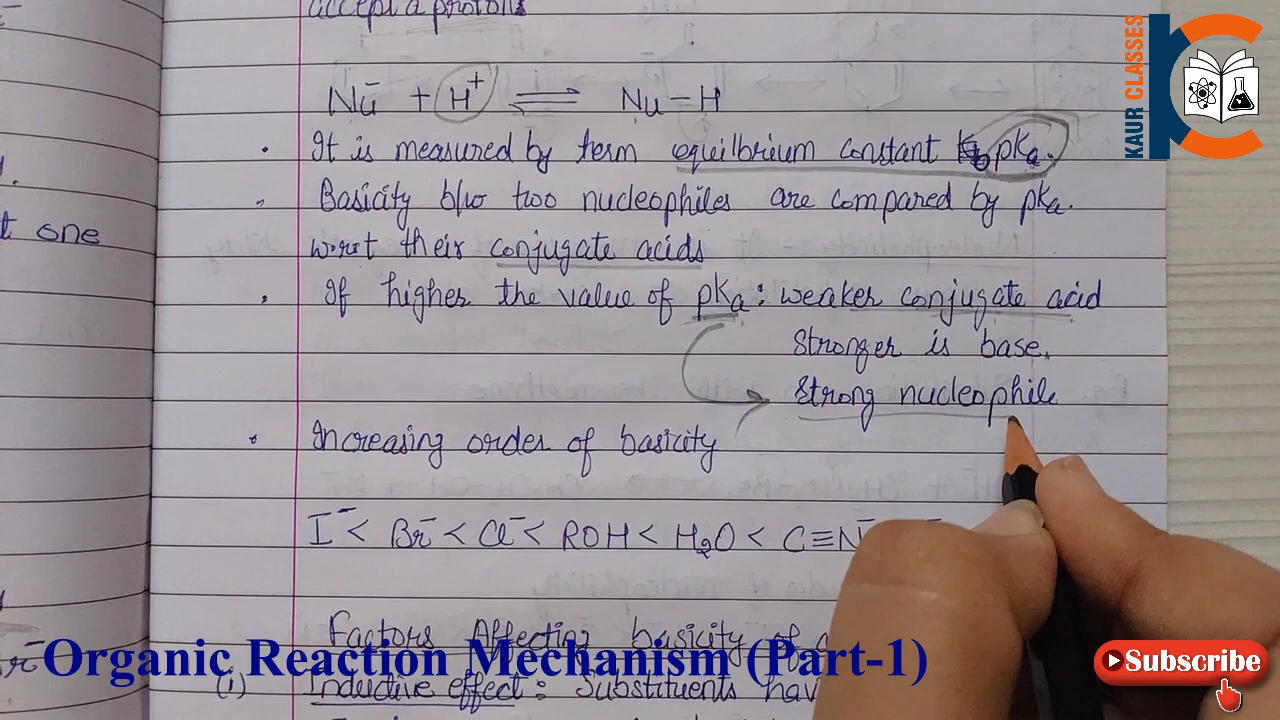 accept a proton
KAUR CLASSES
Nu⁻ + H⁺ ⇌ Nu-H
. It is measured by term equilbrium constant pKa.
t one
. Basicity b/w two nucleophiles are compared by pKa.
worst their conjugate acids
. If higher the value of pKa: weaker conjugate acid
Stronger is base.
Strong nucleophile
. Increasing order of basicity
I⁻ < Br⁻ < Cl⁻ < ROH < H₂O < C≡N⁻
Factors Affecting basicity of
Organic Reaction Mechanism (Part-1)
(i) Inductive effect: Substituents hav
Subscribe